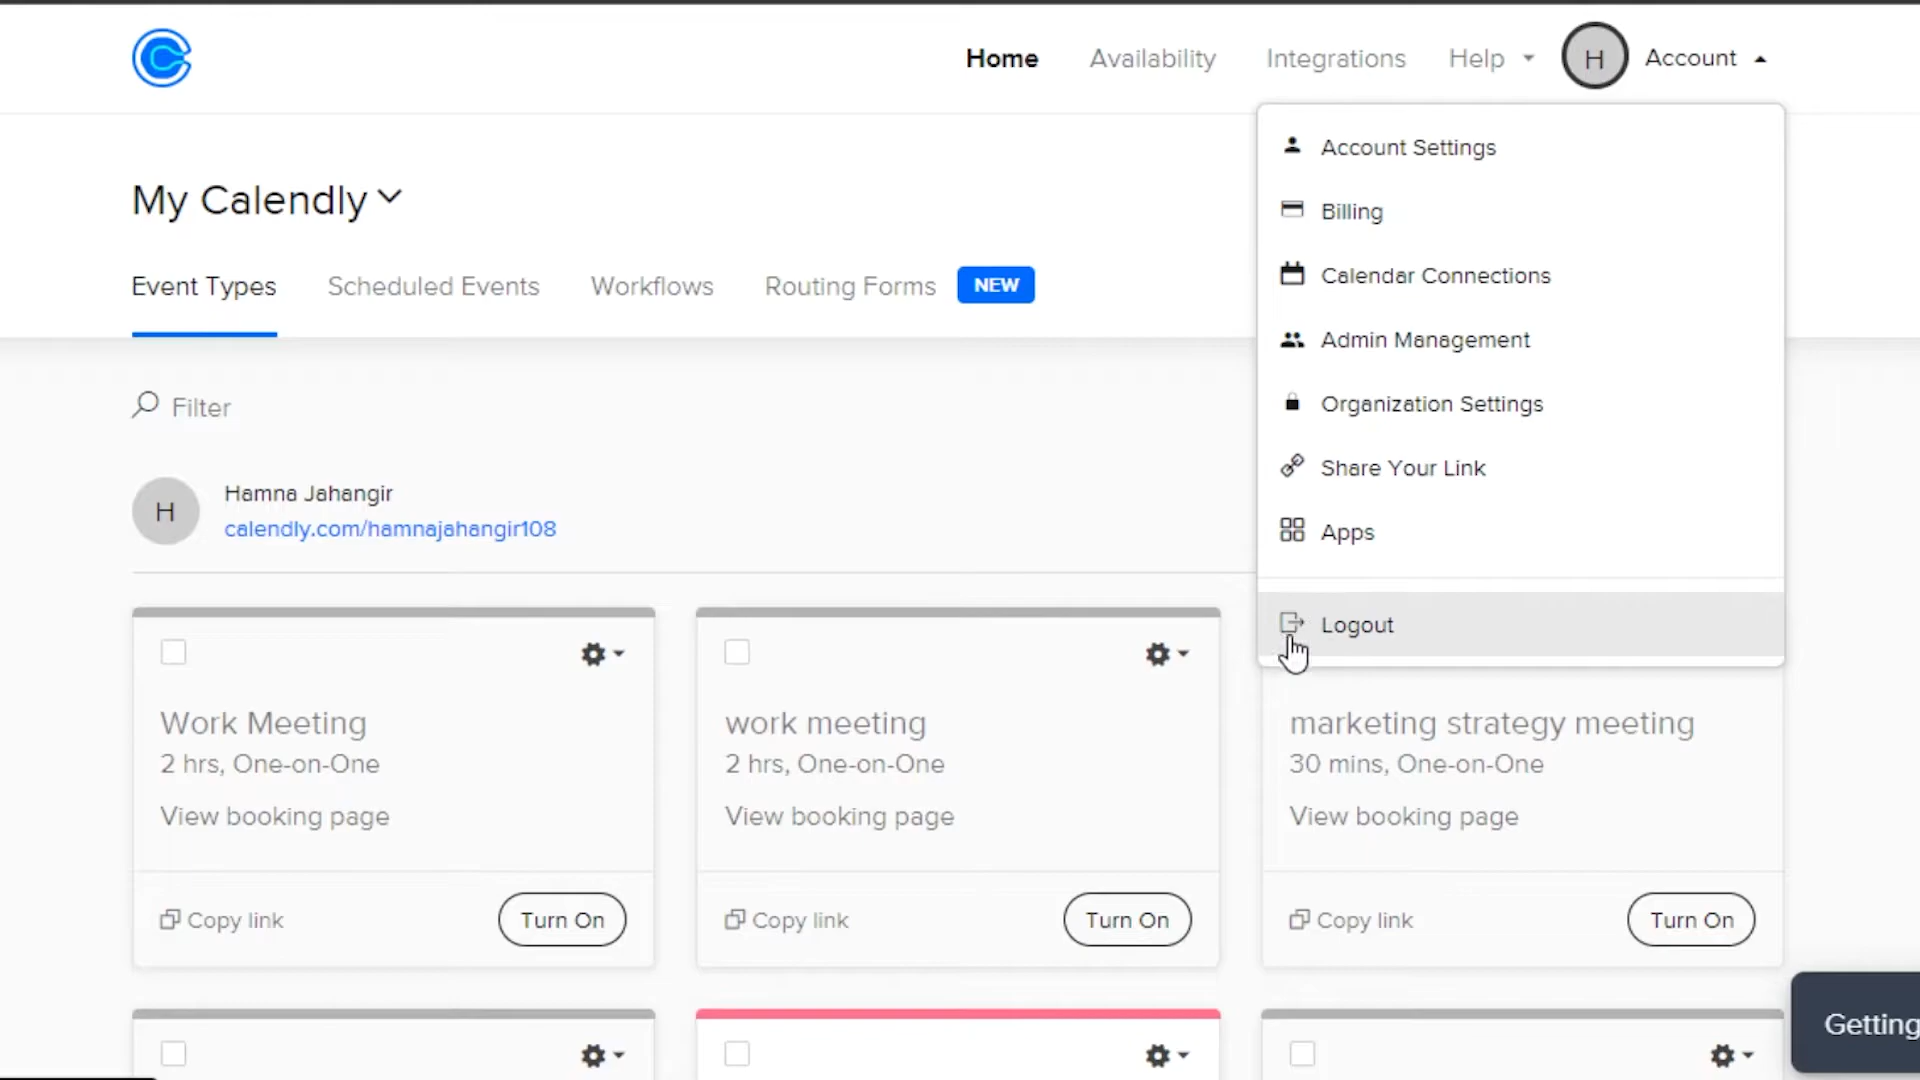 Home
Availability
Integrations
Help
H
Account
Account Settings
Billing
Calendar Connections
Admin Management
Organization Settings
Share Your Link
Apps
Logout
My Calendly
Event Types
Scheduled Events
Workflows
Routing Forms
NEW
Filter
H
Hamna Jahangir
calendly.com/hamnajahangir108
Work Meeting
2 hrs, One-on-One
View booking page
Copy link
Turn On
work meeting
2 hrs, One-on-One
View booking page
Copy link
Turn On
marketing strategy meeting
30 mins, One-on-One
View booking page
Copy link
Turn On
Getting